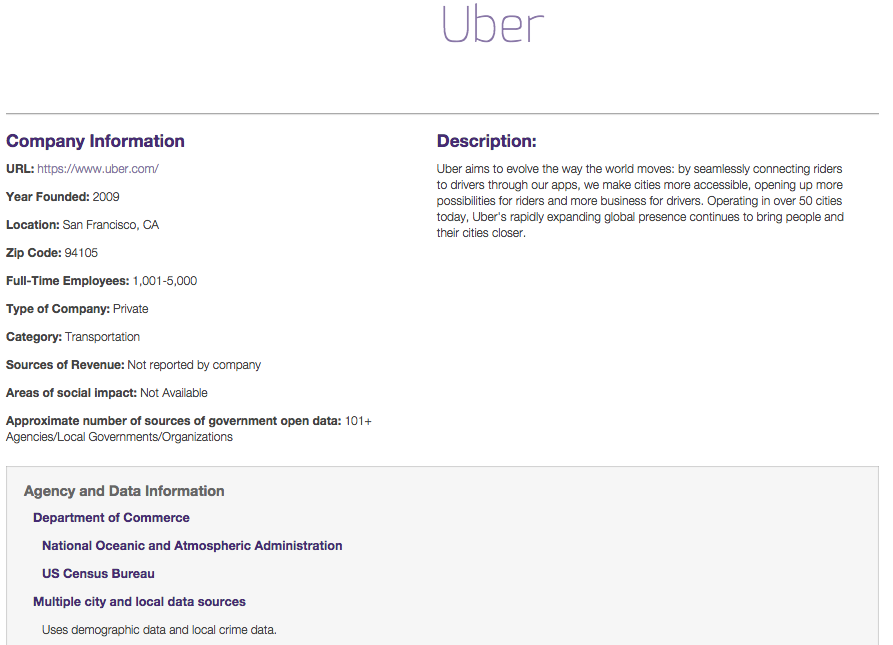 Uber
Company Information
URL: https://www.uber.com/
Year Founded: 2009
Location: San Francisco, CA
Zip Code: 94105
Full-Time Employees: 1,001-5,000
Type of Company: Private
Category: Transportation
Sources of Revenue: Not reported by company
Areas of social impact: Not Available
Approximate number of sources of government open data: 101+
Agencies/Local Governments/Organizations
Description:
Uber aims to evolve the way the world moves: by seamlessly connecting riders
to drivers through our apps, we make cities more accessible, opening up more
possibilities for riders and more business for drivers. Operating in over 50 cities
today, Uber's rapidly expanding global presence continues to bring people and
their cities closer.
Agency and Data Information
Department of Commerce
National Oceanic and Atmospheric Administration
US Census Bureau
Multiple city and local data sources
Uses demographic data and local crime data.